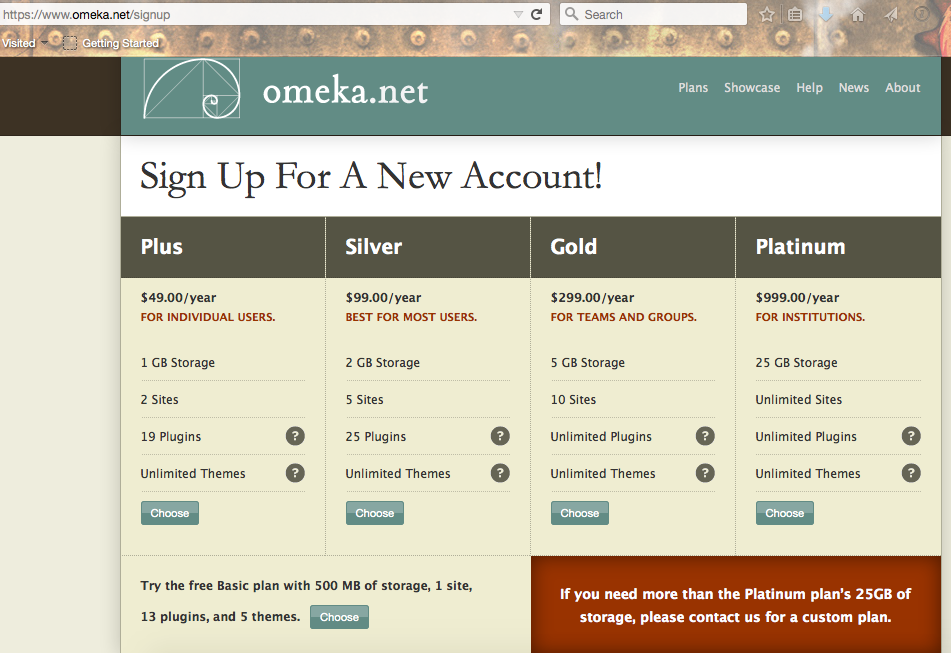 https://www.omeka.net/signup
Search
Visited
Getting Started
omeka.net
Plans Showcase Help News About
Sign Up For A New Account!
Plus
$49.00/year
FOR INDIVIDUAL USERS.
1 GB Storage
2 Sites
19 Plugins ?
Unlimited Themes ?
Choose
Silver
$99.00/year
BEST FOR MOST USERS.
2 GB Storage
5 Sites
25 Plugins ?
Unlimited Themes ?
Choose
Gold
$299.00/year
FOR TEAMS AND GROUPS.
5 GB Storage
10 Sites
Unlimited Plugins ?
Unlimited Themes ?
Choose
Platinum
$999.00/year
FOR INSTITUTIONS.
25 GB Storage
Unlimited Sites
Unlimited Plugins ?
Unlimited Themes ?
Choose
Try the free Basic plan with 500 MB of storage, 1 site,
13 plugins, and 5 themes. Choose
If you need more than the Platinum plan's 25GB of
storage, please contact us for a custom plan.